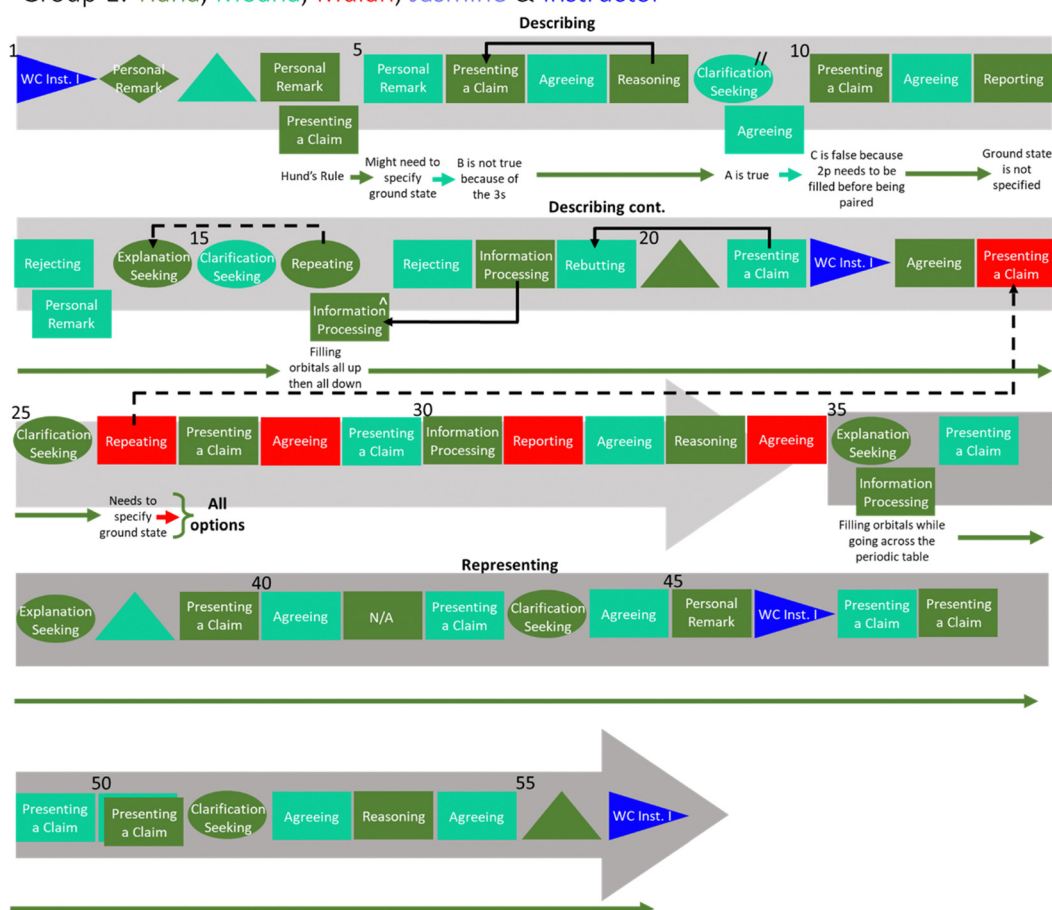 Group 1: Hana, Moana, Mulan, Jasmine & Instructor
Describing
1
5
10
WC Inst. I
Personal
Remark
Personal
Remark
Presenting
a Claim
Personal
Remark
Presenting
a Claim
Agreeing
Reasoning
Clarification
Seeking
//
Agreeing
Presenting
a Claim
Agreeing
Reporting
Hund's Rule
Might need to
specify
ground state
B is not true
because of
the 3s
A is true
C is false because
2p needs to be
filled before being
paired
Ground state
is not
specified
Describing cont.
15
20
Rejecting
Personal
Remark
Explanation
Seeking
Clarification
Seeking
Repeating
Information
Processing
^
Rejecting
Information
Processing
Rebutting
Presenting
a Claim
WC Inst. I
Agreeing
Presenting
a Claim
Filling
orbitals all up
then all down
25
30
35
Clarification
Seeking
Repeating
Presenting
a Claim
Agreeing
Presenting
a Claim
Information
Processing
Reporting
Agreeing
Reasoning
Agreeing
Explanation
Seeking
Information
Processing
Presenting
a Claim
Needs to
specify
ground state
All
options
Filling orbitals while
going across the
periodic table
Representing
40
45
Explanation
Seeking
Presenting
a Claim
Agreeing
N/A
Presenting
a Claim
Clarification
Seeking
Agreeing
Personal
Remark
WC Inst. I
Presenting
a Claim
Presenting
a Claim
50
55
Presenting
a Claim
Presenting
a Claim
Clarification
Seeking
Agreeing
Reasoning
Agreeing
WC Inst. I